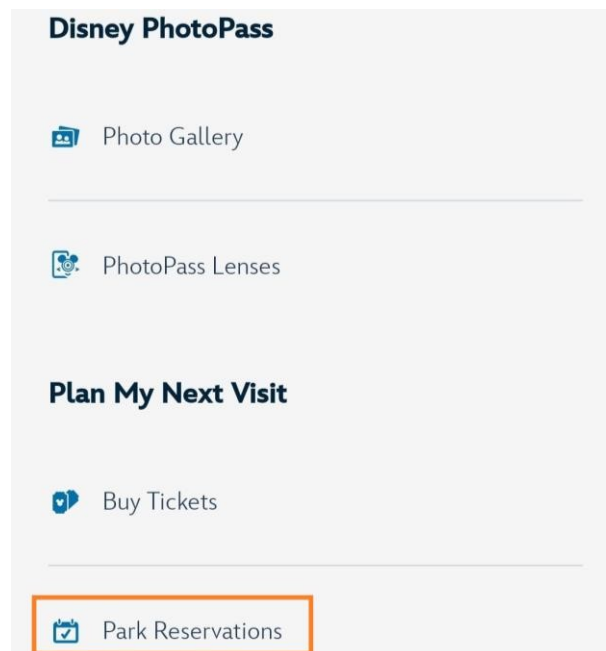 Disney PhotoPass
Photo Gallery
PhotoPass Lenses
Plan My Next Visit
Buy Tickets
Park Reservations